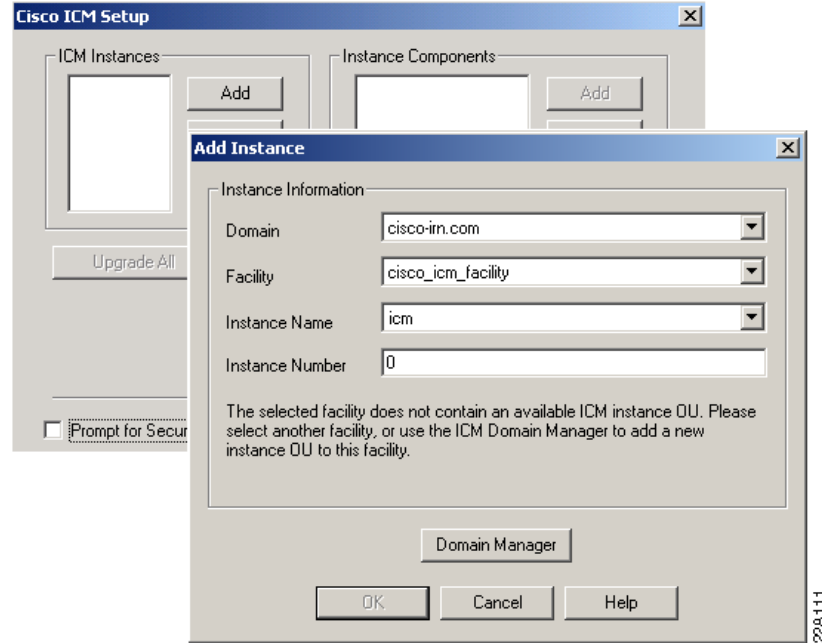 Cisco ICM Setup
ICM Instances
Instance Components
Add
Add
Add Instance
Instance Information
Domain
cisco-irn.com
Facility
cisco_icm_facility
Instance Name
icm
Instance Number
0
The selected facility does not contain an available ICM instance OU. Please
select another facility, or use the ICM Domain Manager to add a new
instance OU to this facility.
Upgrade All
Prompt for Secur
Domain Manager
OK
Cancel
Help
228111